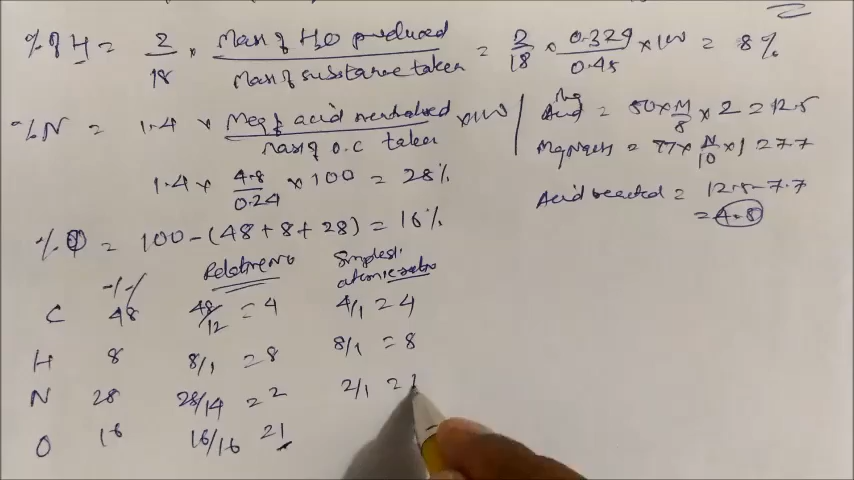 % of H = 2/18 × Mass of H2O produced / Mass of substance taken = 2/18 × 0.324/0.45 × 100 = 8%
%N = 1.4 × Meq of acid neutralised / Mass of O.C taken × 100
1.4 × 4.8/0.24 × 100 = 28%
Meq Acid = 50 × M/8 × 2 = 12.5
Meq NaOH = 77 × N/10 × 1 = 7.7
Acid reacted = 12.5 - 7.7
= 4.8
% O = 100 - (48 + 8 + 28) = 16%
% Relative No Simplest atomic ratio
C 48 48/12 = 4 4/1 = 4
H 8 8/1 = 8 8/1 = 8
N 28 28/14 = 2 2/1 =
O 16 16/16 = 1